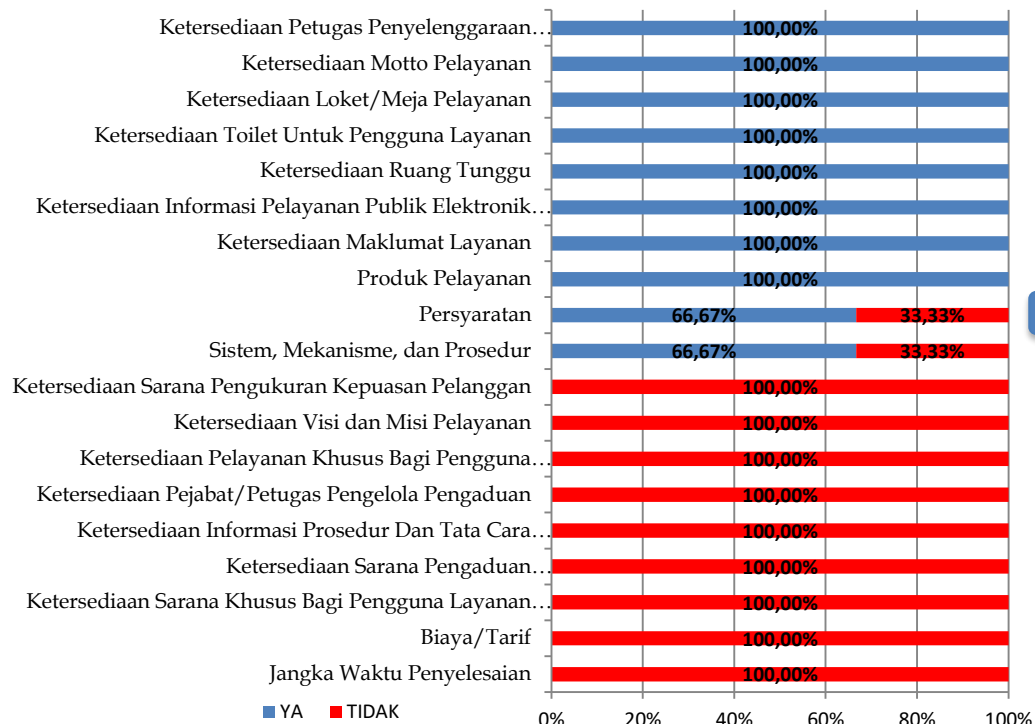 Ketersediaan Petugas Penyelenggaraan… 100,00%
Ketersediaan Motto Pelayanan 100,00%
Ketersediaan Loket/Meja Pelayanan 100,00%
Ketersediaan Toilet Untuk Pengguna Layanan 100,00%
Ketersediaan Ruang Tunggu 100,00%
Ketersediaan Informasi Pelayanan Publik Elektronik… 100,00%
Ketersediaan Maklumat Layanan 100,00%
Produk Pelayanan 100,00%
Persyaratan 66,67% 33,33%
Sistem, Mekanisme, dan Prosedur 66,67% 33,33%
Ketersediaan Sarana Pengukuran Kepuasan Pelanggan 100,00%
Ketersediaan Visi dan Misi Pelayanan 100,00%
Ketersediaan Pelayanan Khusus Bagi Pengguna… 100,00%
Ketersediaan Pejabat/Petugas Pengelola Pengaduan 100,00%
Ketersediaan Informasi Prosedur Dan Tata Cara… 100,00%
Ketersediaan Sarana Pengaduan… 100,00%
Ketersediaan Sarana Khusus Bagi Pengguna Layanan… 100,00%
Biaya/Tarif 100,00%
Jangka Waktu Penyelesaian 100,00%
YA TIDAK
0% 20% 40% 60% 80% 100%